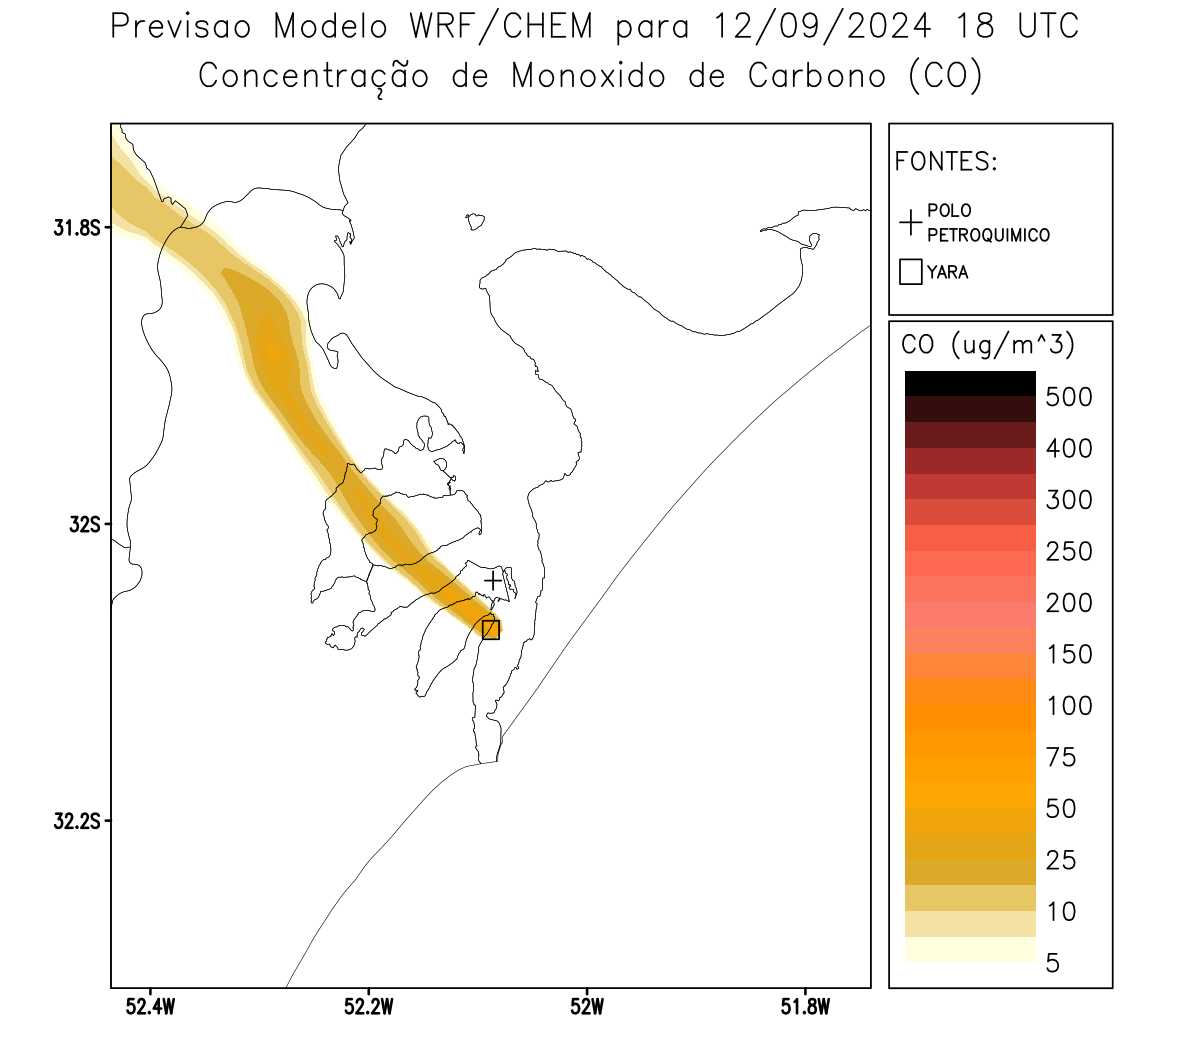 Previsao Modelo WRF/CHEM para 12/09/2024 18 UTC
Concentração de Monoxido de Carbono (CO)
FONTES:
POLO
PETROQUIMICO
YARA
CO (ug/m^3)
500
400
300
250
200
150
100
75
50
25
10
5
31.8S
32S
32.2S
52.4W
52.2W
52W
51.8W